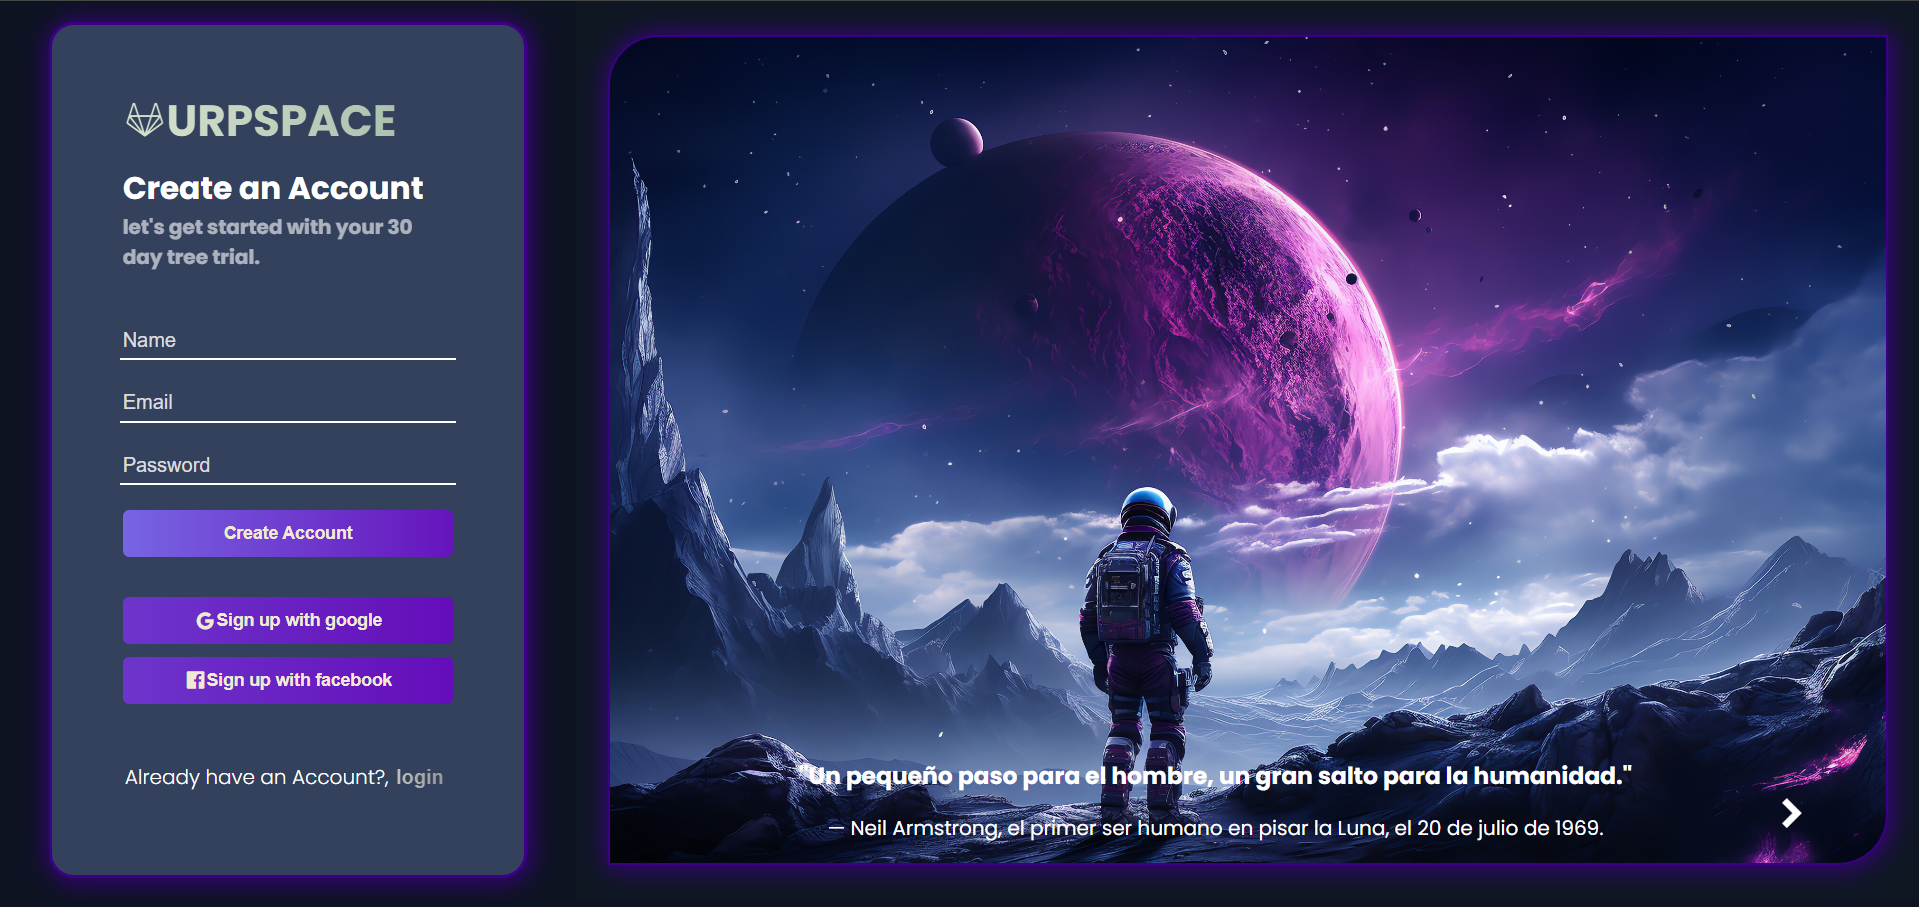 URPSPACE
Create an Account
let's get started with your 30
day tree trial.
Name
Email
Password
Create Account
Sign up with google
Sign up with facebook
Already have an Account?, login
"Un pequeño paso para el hombre, un gran salto para la humanidad."
— Neil Armstrong, el primer ser humano en pisar la Luna, el 20 de julio de 1969.